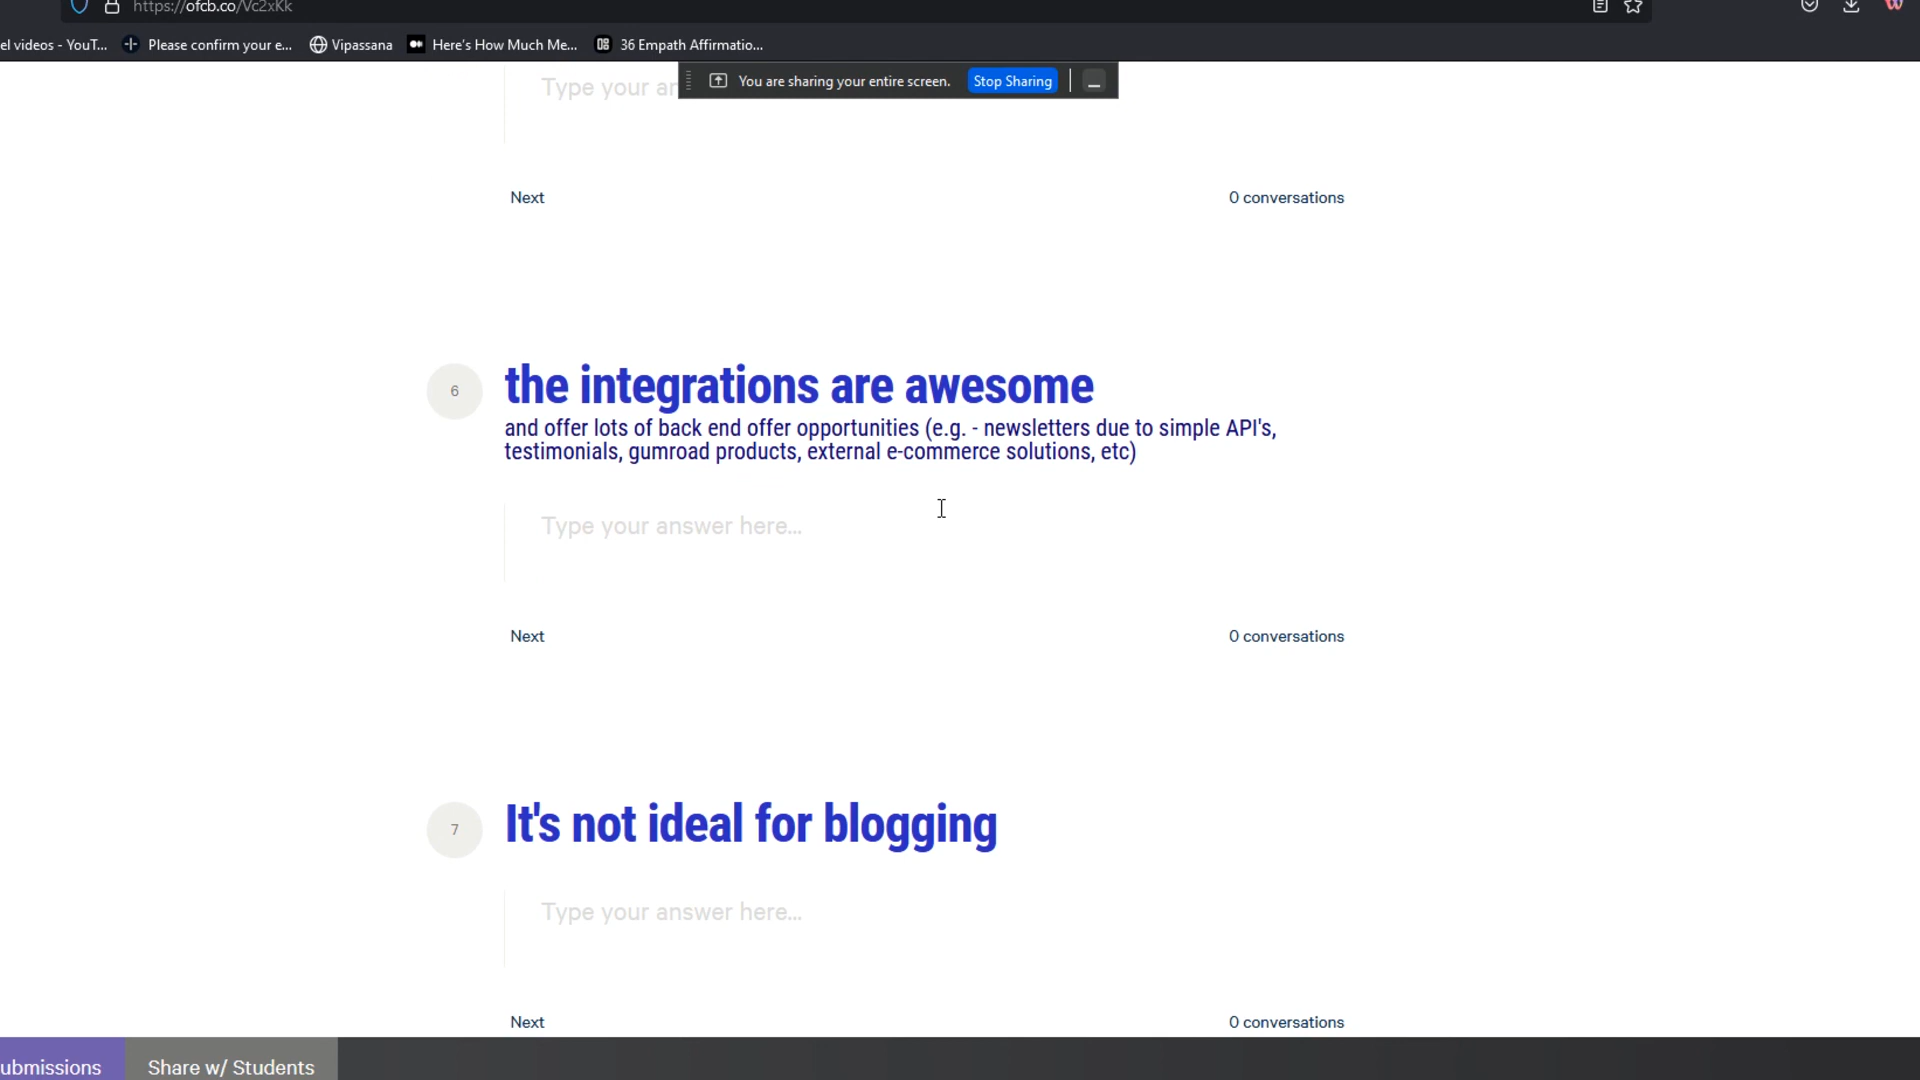 https://ofcb.co/Vc2xKk
el videos - YouT... Please confirm your e... Vipassana Here's How Much Me... 36 Empath Affirmatio...
You are sharing your entire screen. Stop Sharing
Type your an
Next 0 conversations
6 the integrations are awesome
and offer lots of back end offer opportunities (e.g. - newsletters due to simple API's,
testimonials, gumroad products, external e-commerce solutions, etc)
Type your answer here...
Next 0 conversations
7 It's not ideal for blogging
Type your answer here...
Next 0 conversations
ubmissions Share w/ Students